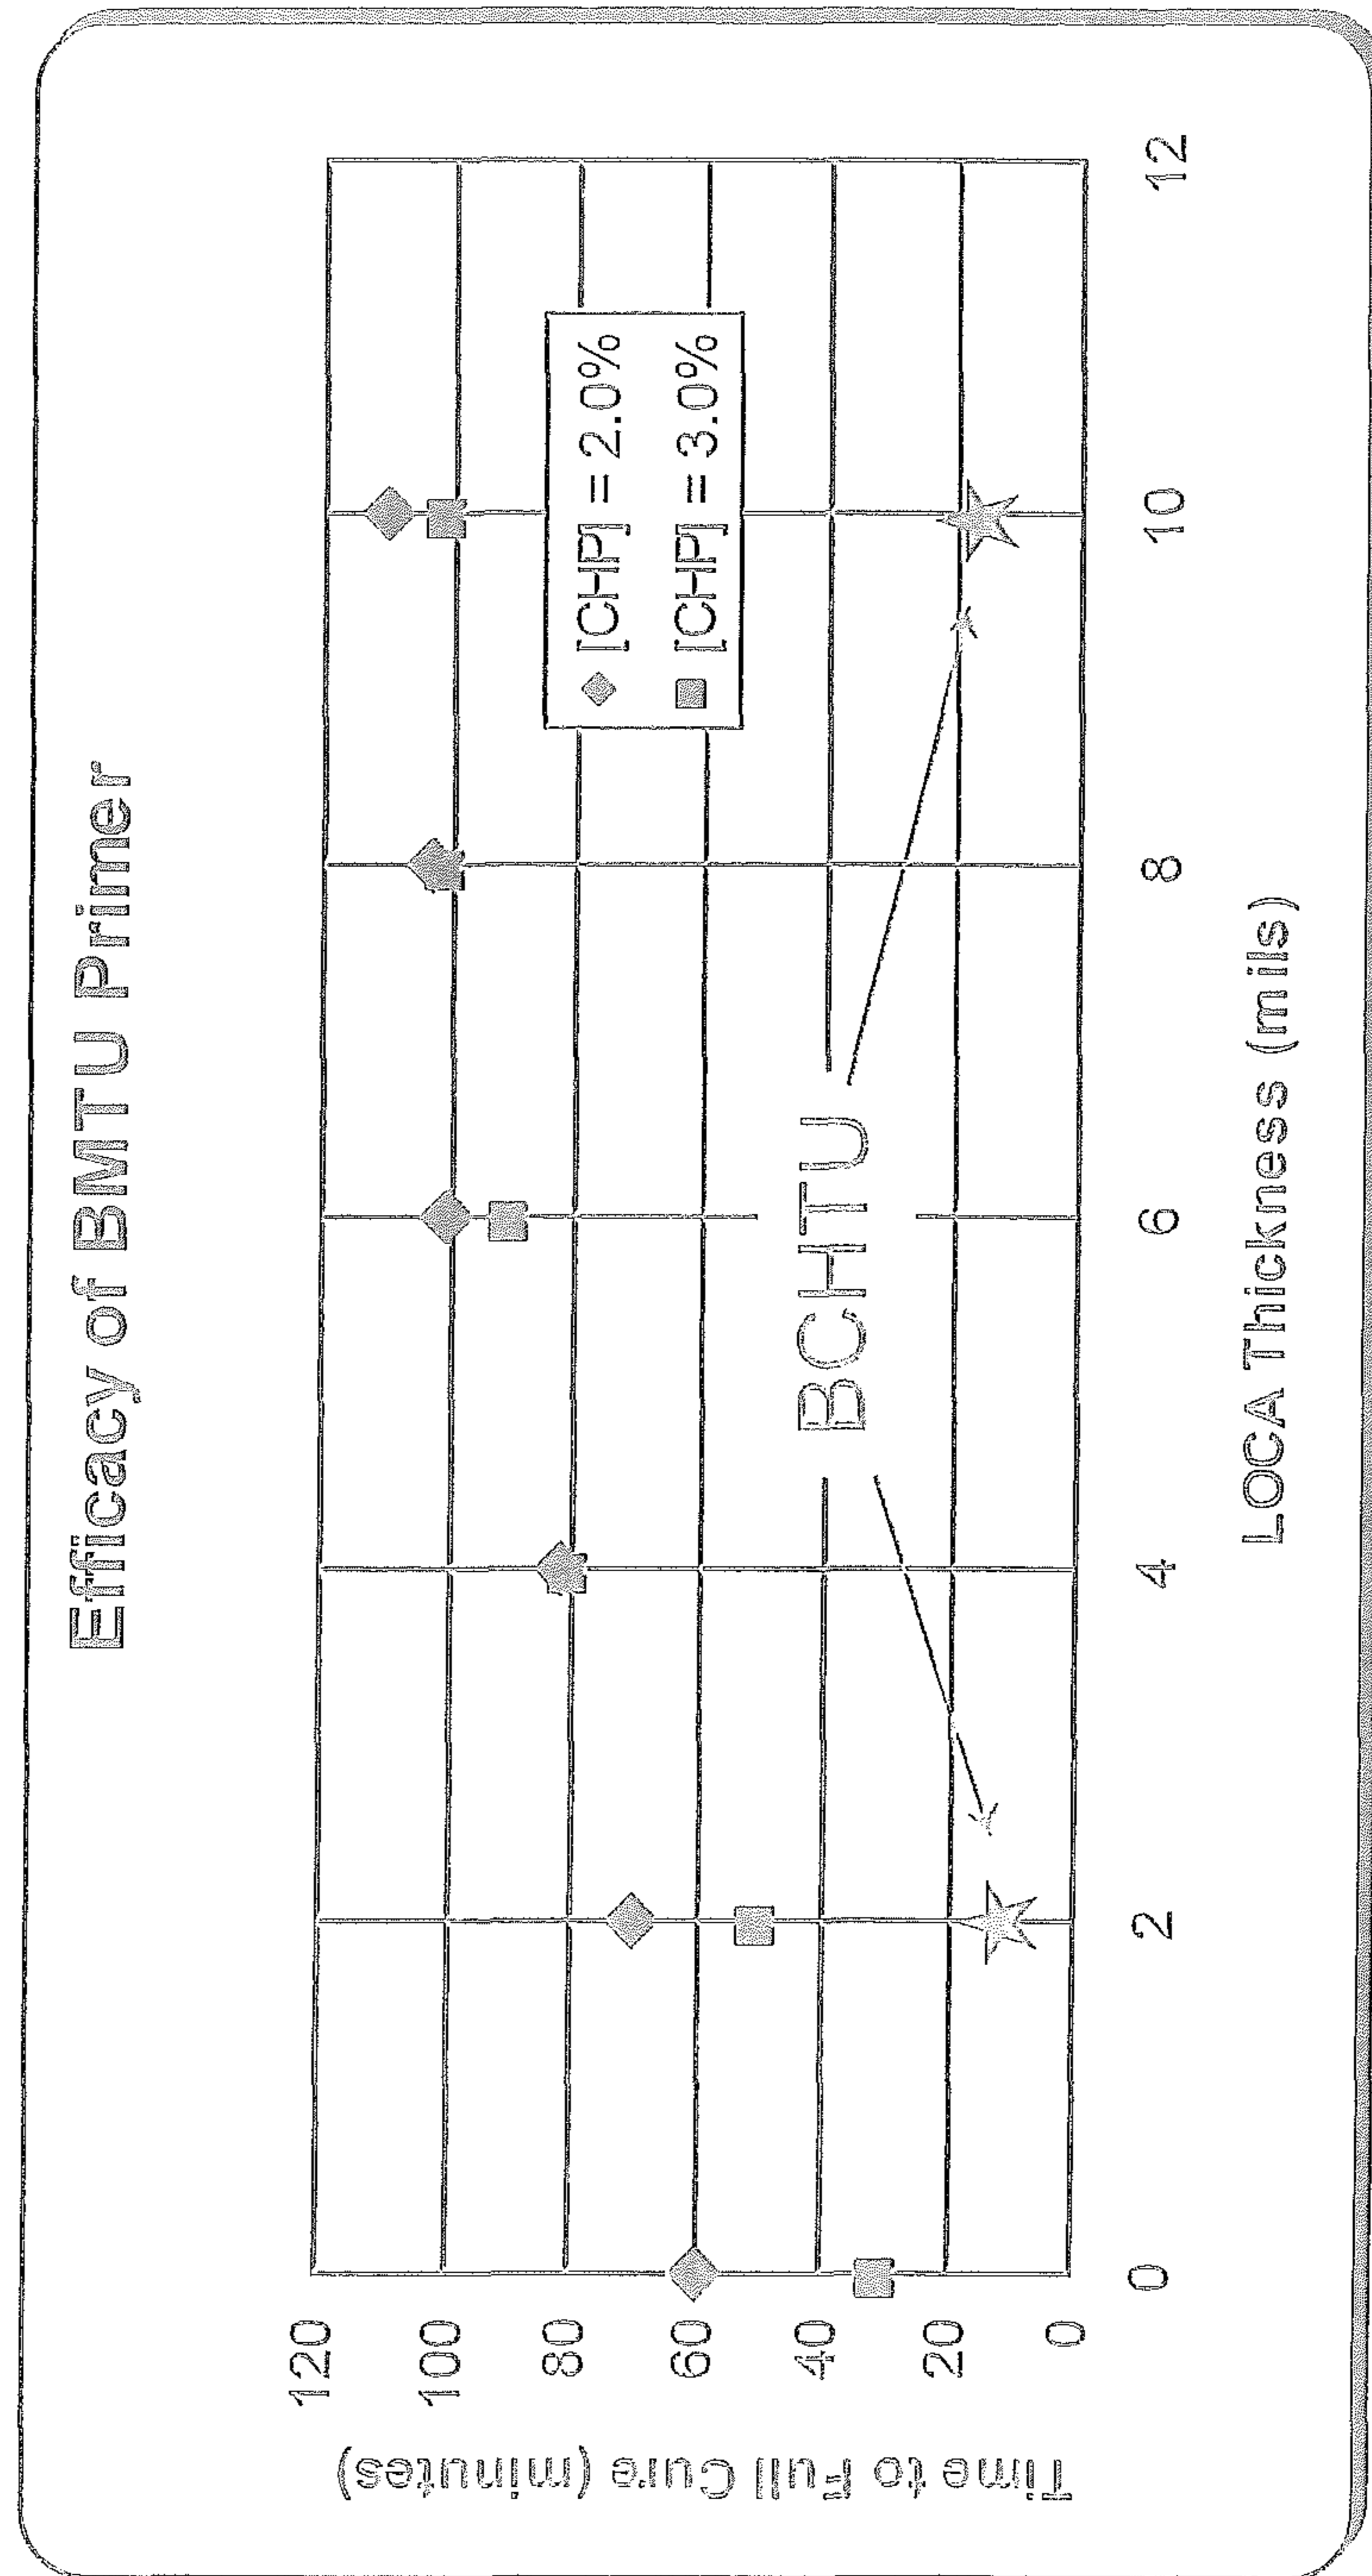 Efficacy of BMTU Primer
Time to Full Cure (minutes)
120
100
80
60
40
20
0
[CHP] = 2.0%
[CHP] = 3.0%
BCHTU
0 2 4 6 8 10 12
LOCA Thickness (mils)